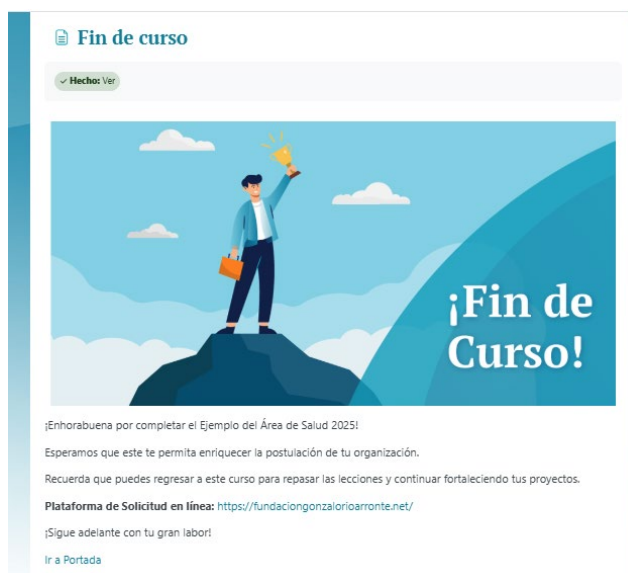 Fin de curso
Hecho: Ver
¡Fin de
Curso!
¡Enhorabuena por completar el Ejemplo del Área de Salud 2025!
Esperamos que este te permita enriquecer la postulación de tu organización.
Recuerda que puedes regresar a este curso para repasar las lecciones y continuar fortaleciendo tus proyectos.
Plataforma de Solicitud en línea: https://fundaciongonzalorioarronte.net/
¡Sigue adelante con tu gran labor!
Ir a Portada